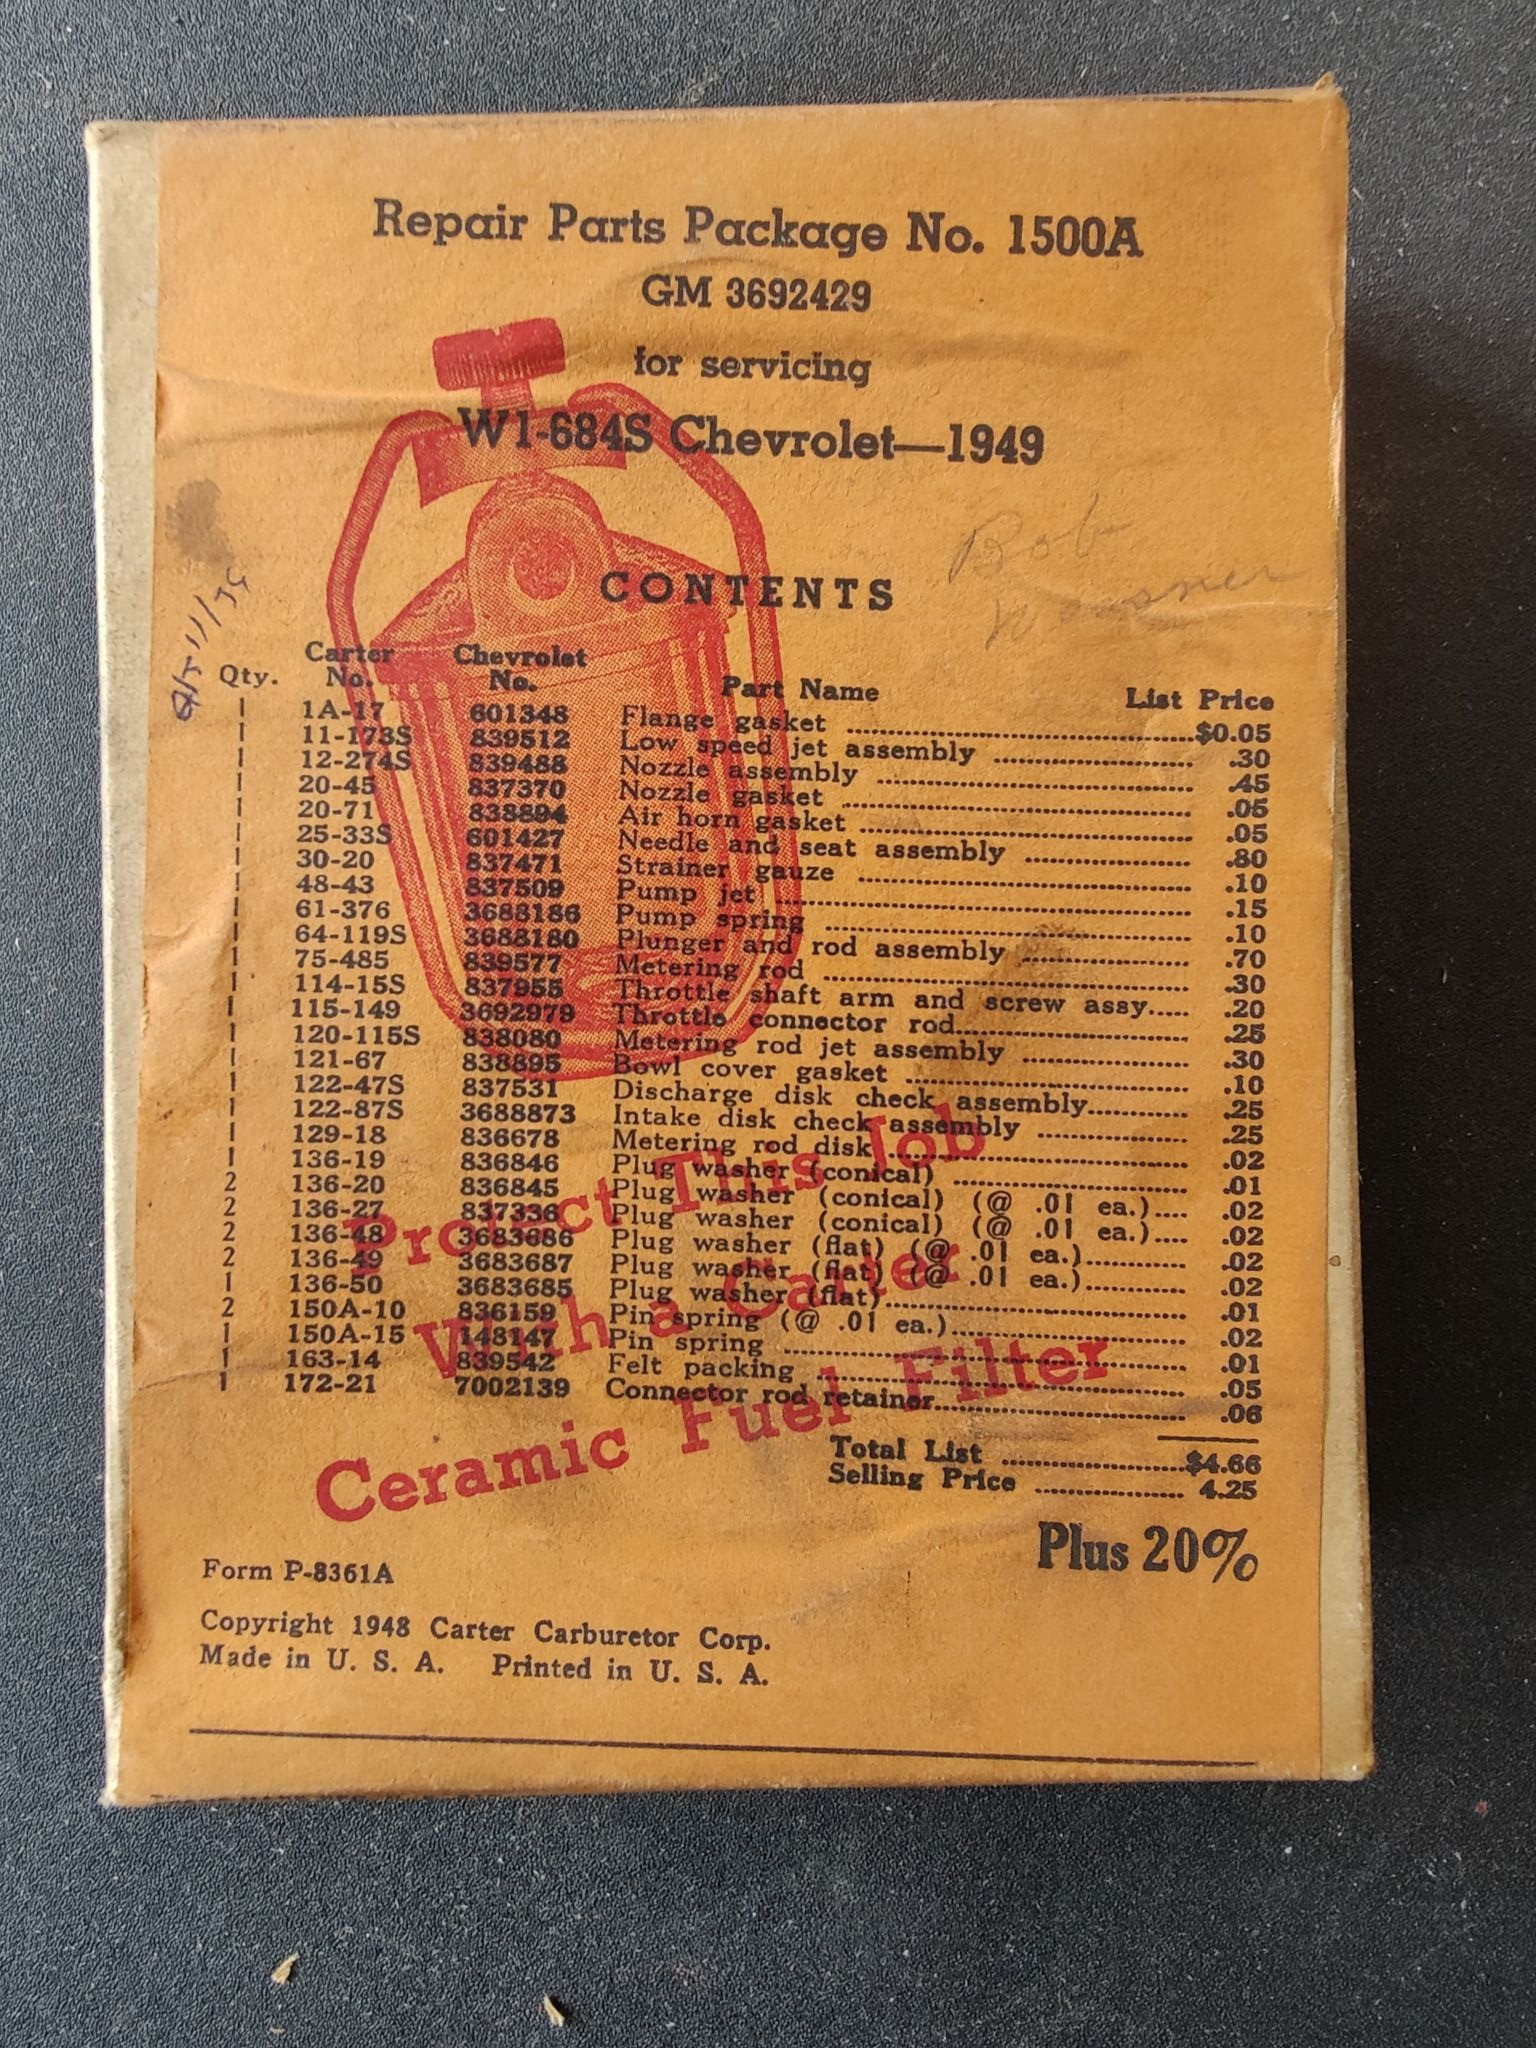 Repair Parts Package No. 1500A
GM 3692429
for servicing
W1-684S Chevrolet—1949
Bob
CONTENTS
Qty. Carter No. Chevrolet No. Part Name List Price
1 1A-17 601348 Flange gasket $0.05
1 11-173S 839512 Low speed jet assembly .30
1 12-274S 839488 Nozzle assembly .45
1 20-45 837370 Nozzle gasket .05
1 20-71 838894 Air horn gasket .05
1 25-33S 601427 Needle and seat assembly .80
1 30-20 837471 Strainer gauze .10
1 48-43 837509 Pump jet .15
1 61-376 3688186 Pump spring .10
1 64-119S 3688180 Plunger and rod assembly .70
1 75-485 839577 Metering rod .30
1 114-15S 837955 Throttle shaft arm and screw assy. .20
1 115-149 3692979 Throttle connector rod .25
1 120-115S 838080 Metering rod jet assembly .30
1 121-67 838895 Bowl cover gasket .10
1 122-47S 837531 Discharge disk check assembly .25
1 122-87S 3688873 Intake disk check assembly .25
1 129-18 836678 Metering rod disk .02
1 136-19 836846 Plug washer (conical) .01
2 136-20 836845 Plug washer (conical) (@ .01 ea.) .02
2 136-27 837336 Plug washer (conical) (@ .01 ea.) .02
2 136-48 3683686 Plug washer (flat) (@ .01 ea.) .02
2 136-49 3683687 Plug washer (flat) (@ .01 ea.) .02
1 136-50 3683685 Plug washer (flat) .01
2 150A-10 836159 Pin spring (@ .01 ea.) .02
1 150A-15 148147 Pin spring .01
1 163-14 839542 Felt packing .05
1 172-21 7002139 Connector rod retainer .06
Total List $4.66
Selling Price 4.25
Plus 20%
Protect This Job
With a Carter
Ceramic Fuel Filter
Form P-8361A
Copyright 1948 Carter Carburetor Corp.
Made in U. S. A. Printed in U. S. A.